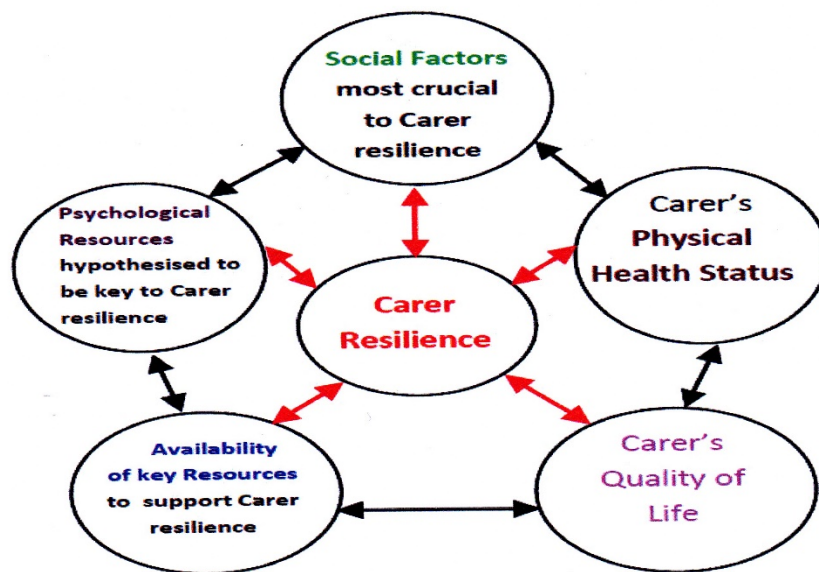 Social Factors
most crucial
to Carer
resilience
Psychological
Resources
hypothesised to
be key to Carer
resilience
Carer's
Physical
Health Status
Carer
Resilience
Availability
of key Resources
to support Carer
resilience
Carer's
Quality of
Life